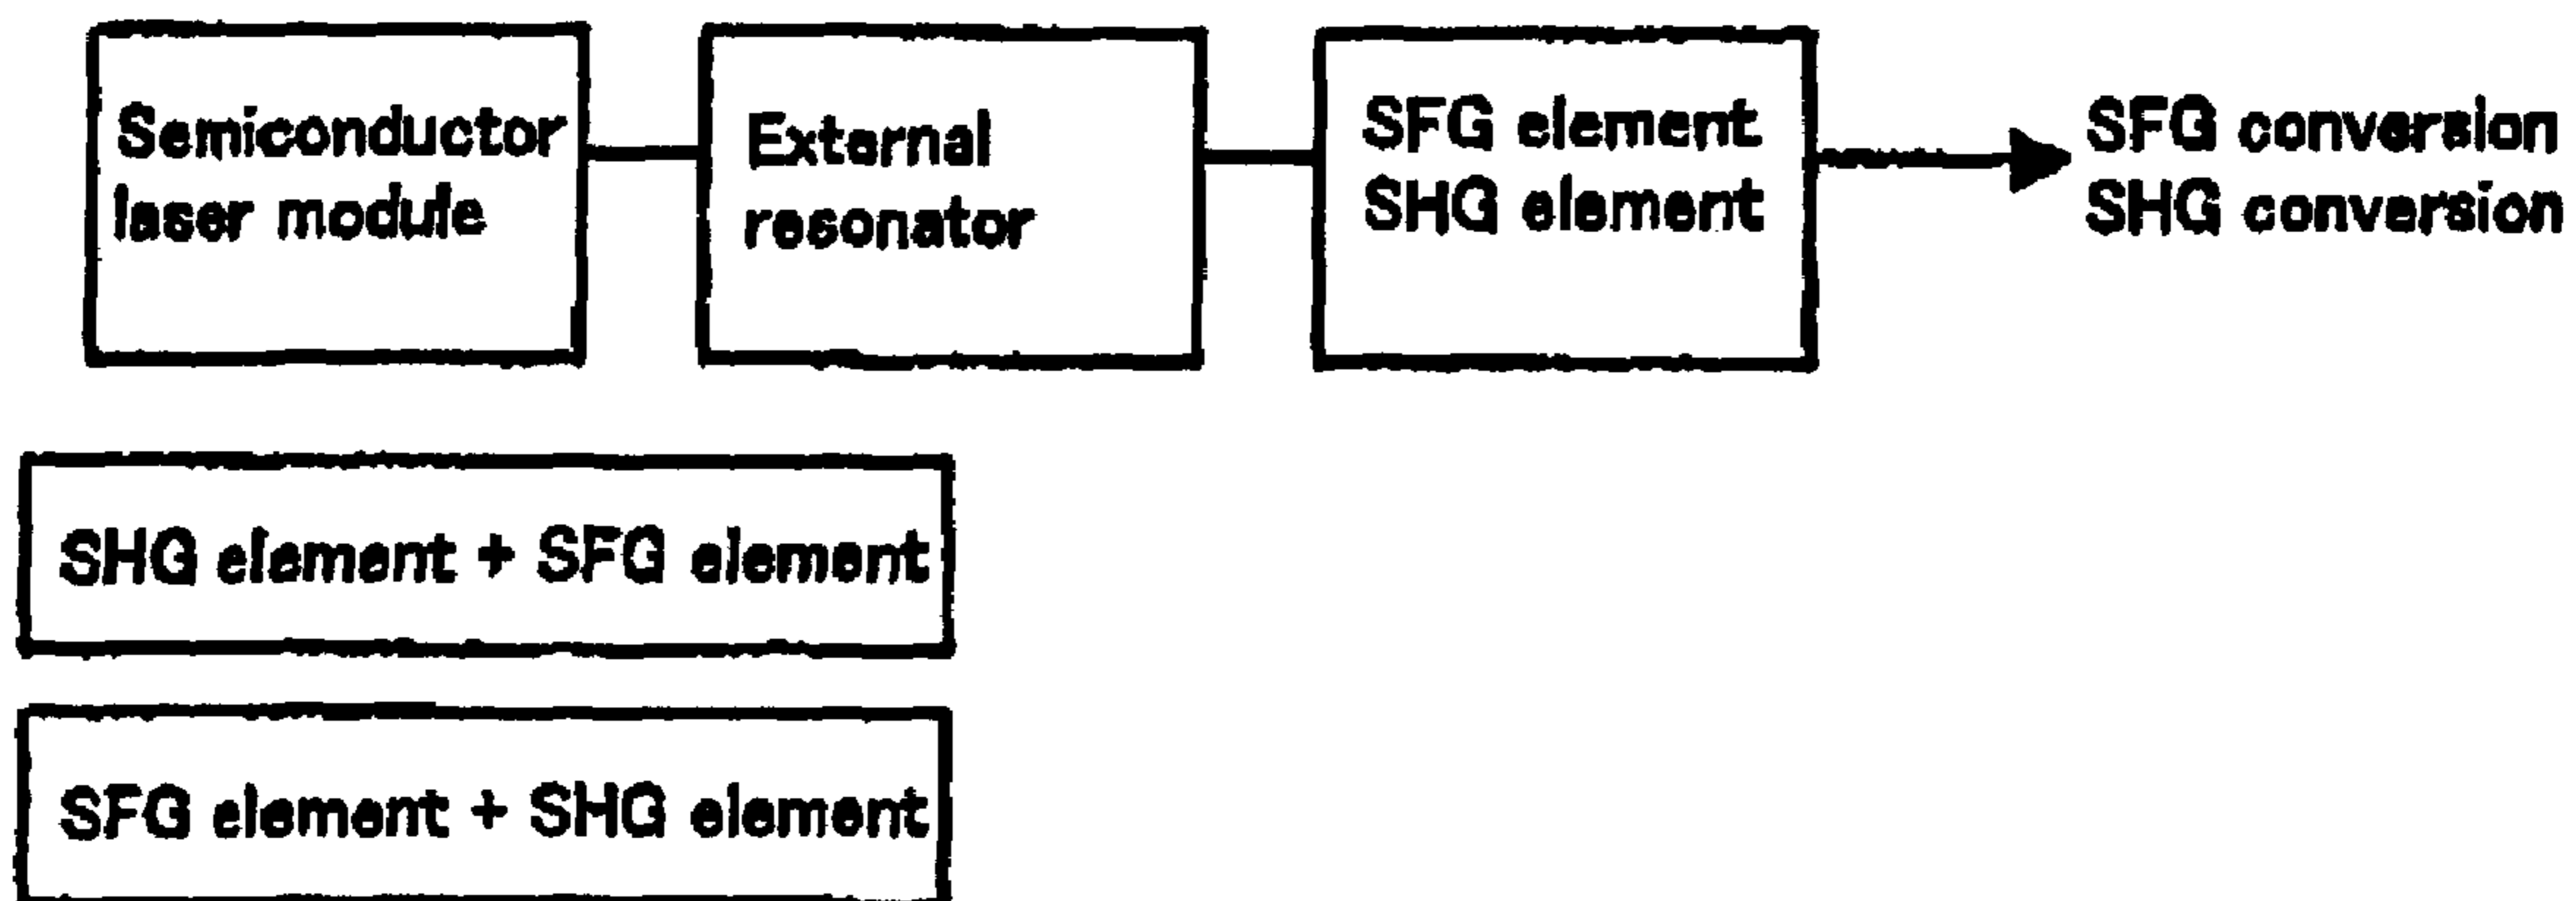 Semiconductor
laser module
External
resonator
SFG element
SHG element
SFG conversion
SHG conversion
SHG element + SFG element
SFG element + SHG element